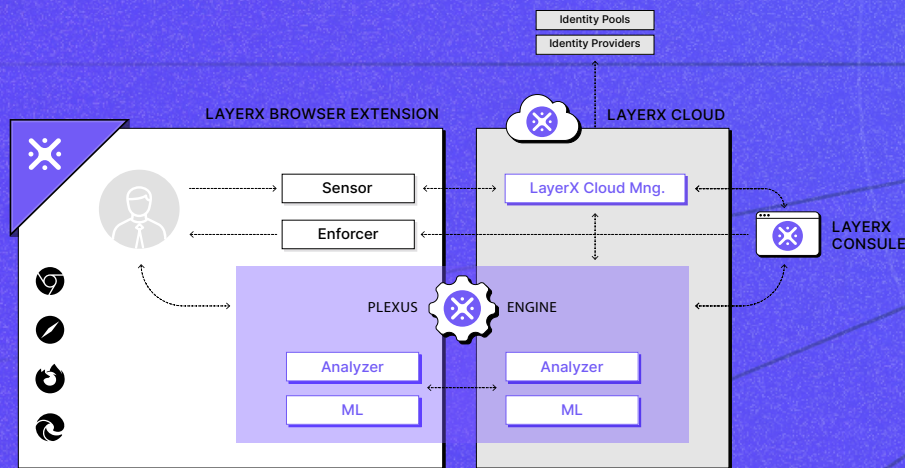 Identity Pools
Identity Providers
LAYERX BROWSER EXTENSION
LAYERX CLOUD
Sensor
LayerX Cloud Mng.
Enforcer
LAYERX
CONSULE
PLEXUS
ENGINE
Analyzer
Analyzer
ML
ML